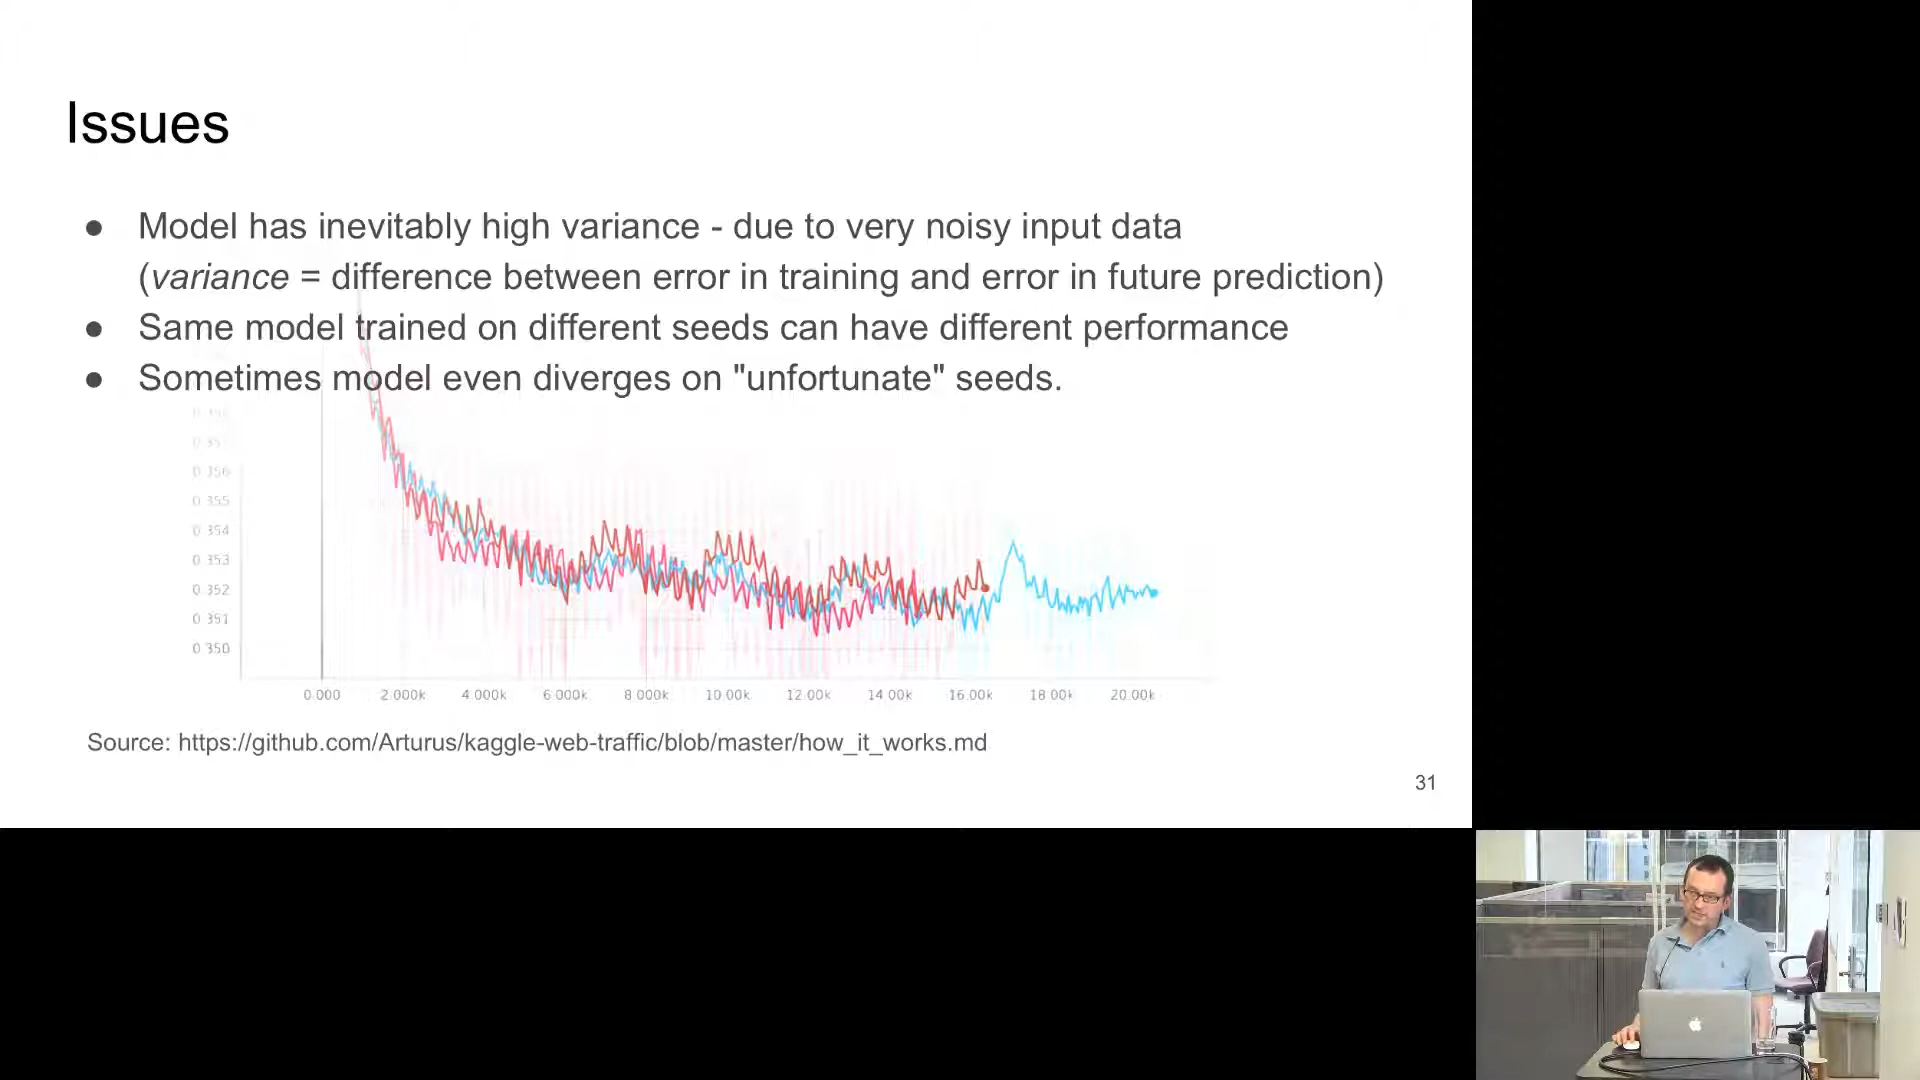 Issues
● Model has inevitably high variance - due to very noisy input data
(variance = difference between error in training and error in future prediction)
● Same model trained on different seeds can have different performance
● Sometimes model even diverges on "unfortunate" seeds.
0.356
0.355
0.354
0.353
0.352
0.351
0.350
0.000 2.000k 4.000k 6.000k 8.000k 10.00k 12.00k 14.00k 16.00k 18.00k 20.00k
Source: https://github.com/Arturus/kaggle-web-traffic/blob/master/how_it_works.md
31